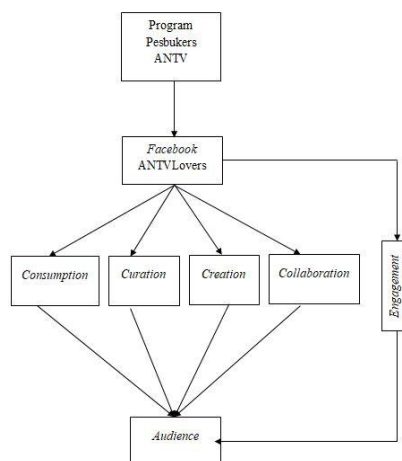 Program
Pesbukers
ANTV
Facebook
ANTVLovers
Consumption
Curation
Creation
Collaboration
Engagement
Audience